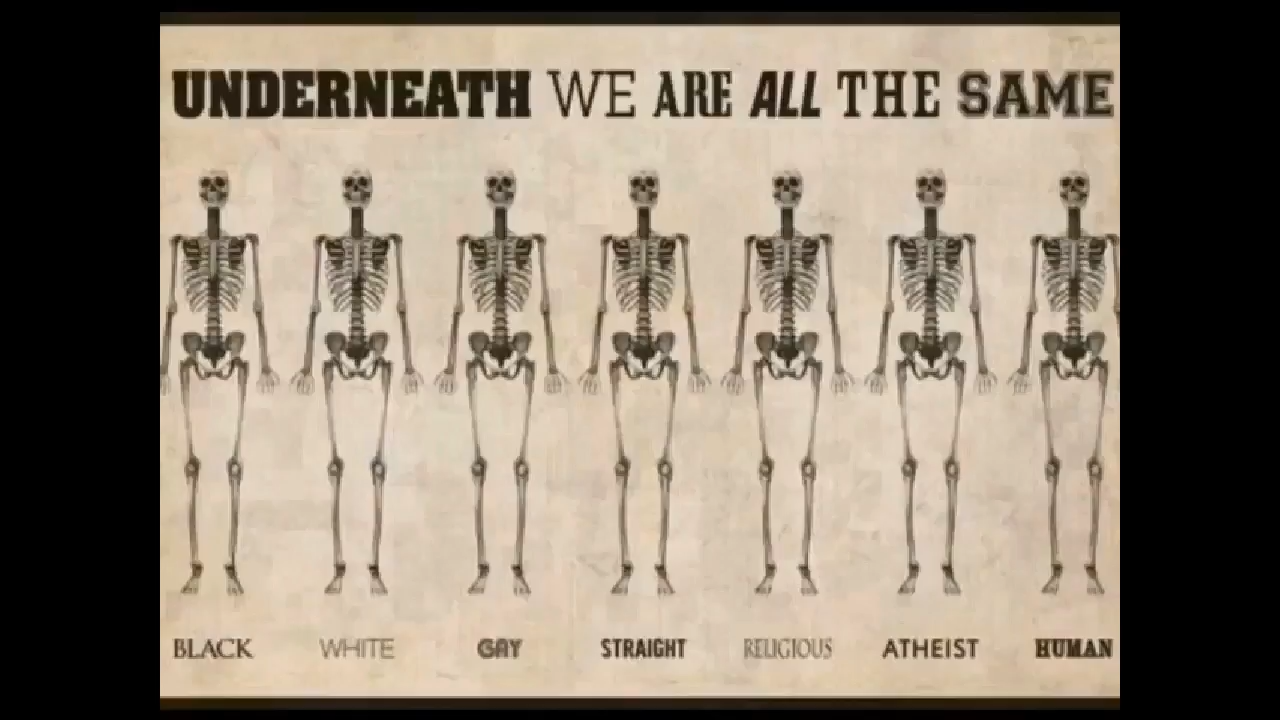 UNDERNEATH WE ARE ALL THE SAME
BLACK WHITE GAY STRAIGHT RELIGIOUS ATHEIST HUMAN